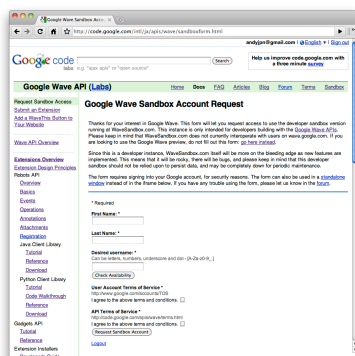 Google Wave Sandbox Accou
http://code.google.com/intl/ja/apis/wave/sandboxform.html
andyjon@gmail.com | English | Sign out
Google code
labs
e.g. "ajax apis" or "open source"
Search
Help us improve code.google.com with
a three minute survey
Google Wave API (Labs)
Home Docs FAQ Articles Blog Forum Terms Sandbox
Request Sandbox Access
Submit an Extension
Add a WaveThis Button to
Your Website
Wave API Overview
Extensions Overview
Extension Design Principles
Robots API
Overview
Basics
Events
Operations
Annotations
Attachments
Registration
Java Client Library
Tutorial
Reference
Download
Python Client Library
Tutorial
Code Walkthrough
Reference
Download
Gadgets API
Tutorial
Reference
Extension Installers
Google Wave Sandbox Account Request
Thanks for your interest in Google Wave. This form will let you request access to use the developer sandbox version
running at WaveSandbox.com. This instance is only intended for developers building with the Google Wave APIs.
Please keep in mind that WaveSandbox.com does not currently interoperate with users on wave.google.com. If you
are looking to use the Google Wave preview, do not fill out this form: go here instead.
Since this is a developer instance, WaveSandbox.com itself will be more on the bleeding edge as new features are
implemented. This means that it will be rocky, there will be bugs, and please keep in mind that this developer
sandbox should not be relied upon to persist data, and may be completely down for periodic maintenance.
The form requires signing into your Google account, for security reasons. The form can also be used in a standalone
window instead of in the iframe below. If you have any trouble using the form, please let us know in the forum.
* Required
First Name: *
Last Name: *
Desired username: *
Can be letters, numbers, underscore and dot - [A-Za-z0-9_.]
Check Availability
User Account Terms of Service *
http://www.google.com/accounts/TOS
I agree to the above terms and conditions.
API Terms of Service *
http://code.google.com/apis/wave/terms.html
I agree to the above terms and conditions.
Request Sandbox Account
Logout